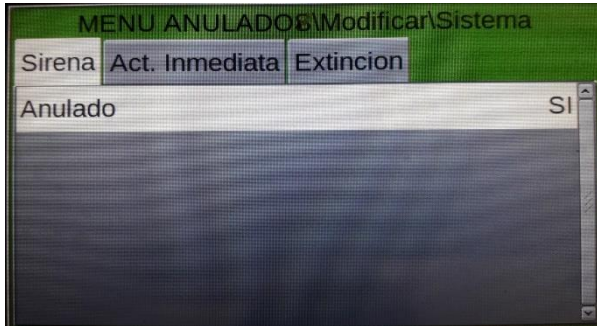 MENU ANULADOS\Modificar\Sistema
Sirena Act. Inmediata Extincion
Anulado SI